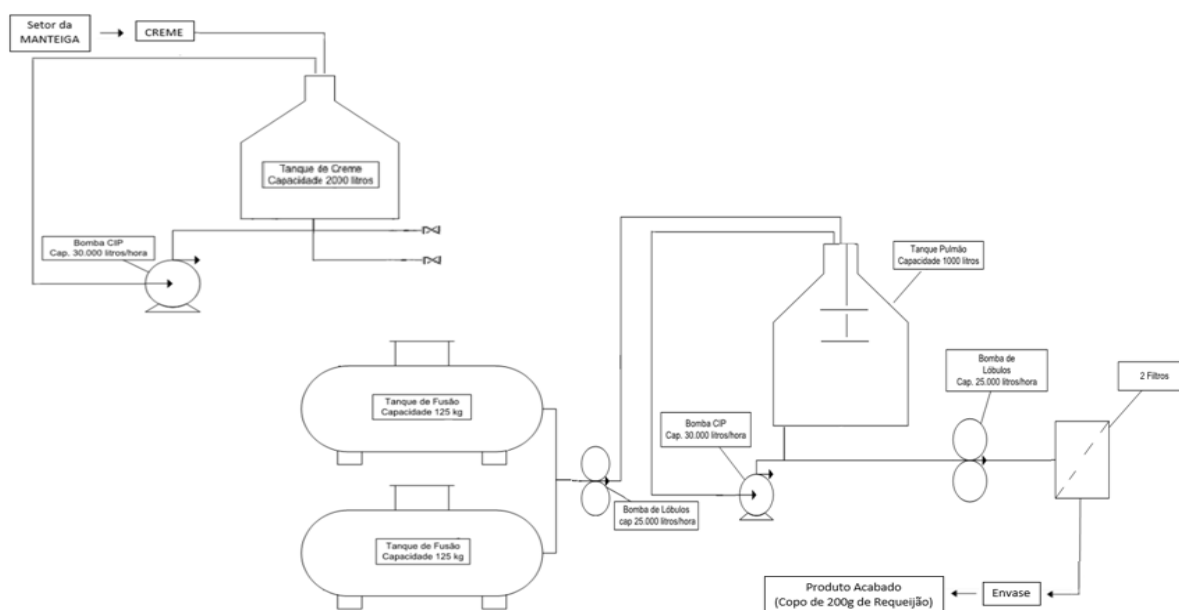 Setor da
MANTEIGA
CREME
Tanque de Creme
Capacidade 2000 litros
Bomba CIP
Cap. 30.000 litros/hora
Tanque Pulmão
Capacidade 1000 litros
Bomba de
Lóbulos
Cap. 25.000 litros/hora
2 Filtros
Tanque de Fusão
Capacidade 125 kg
Bomba CIP
Cap. 30.000 litros/hora
Bomba de Lóbulos
cap 25.000 litros/hora
Tanque de Fusão
Capacidade 125 kg
Produto Acabado
(Copo de 200g de Requeijão)
Envase